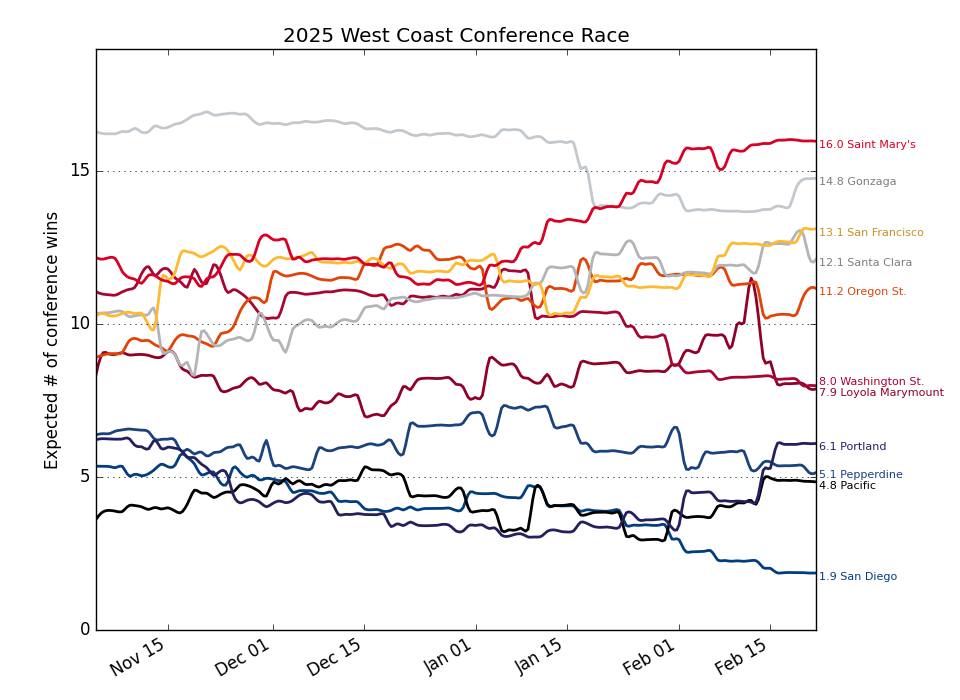 2025 West Coast Conference Race
Expected # of conference wins
15
10
5
0
16.0 Saint Mary's
14.8 Gonzaga
13.1 San Francisco
12.1 Santa Clara
11.2 Oregon St.
8.0 Washington St.
7.9 Loyola Marymount
6.1 Portland
5.1 Pepperdine
4.8 Pacific
1.9 San Diego
Nov 15
Dec 01
Dec 15
Jan 01
Jan 15
Feb 01
Feb 15